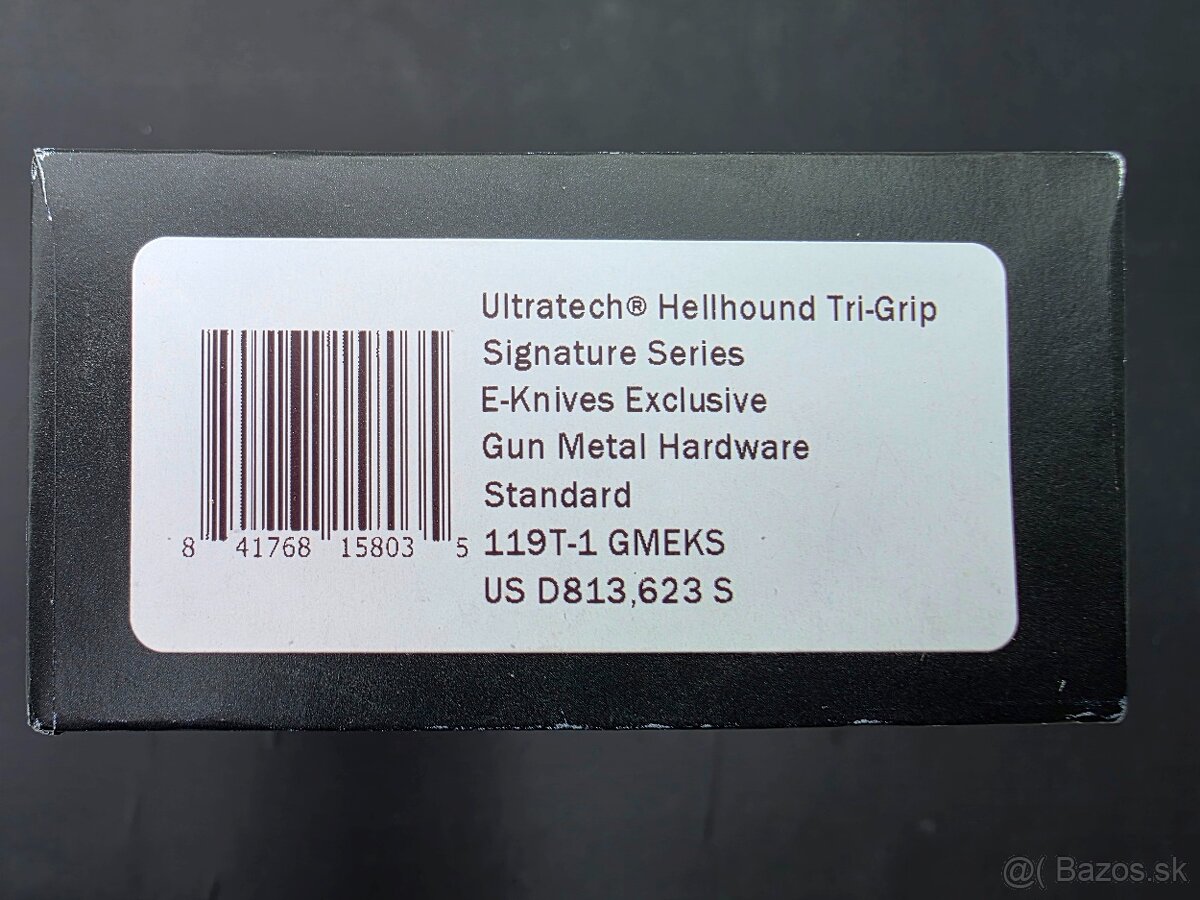 Ultratech® Hellhound Tri-Grip
Signature Series
E-Knives Exclusive
Gun Metal Hardware
Standard
119T-1 GMEKS
US D813,623 S
8 41768 15803 5
@( Bazos.sk